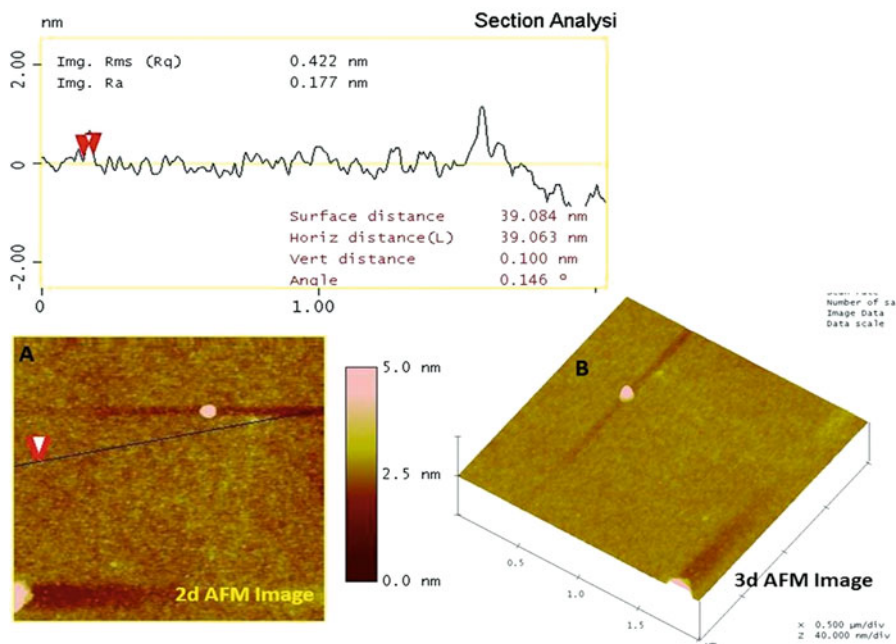 nm
Section Analysi
2.00
Img. Rms (Rq) 0.422 nm
Img. Ra 0.177 nm
0
Surface distance 39.084 nm
Horiz distance(L) 39.063 nm
Vert distance 0.100 nm
Angle 0.146 º
-2.00
0 1.00
Number of sa
Image Data
Data scale
A
5.0 nm
B
2.5 nm
0.5
1.0
0.0 nm
2d AFM Image
3d AFM Image
1.5
X 0.500 µm/div
Z 40.000 nm/div